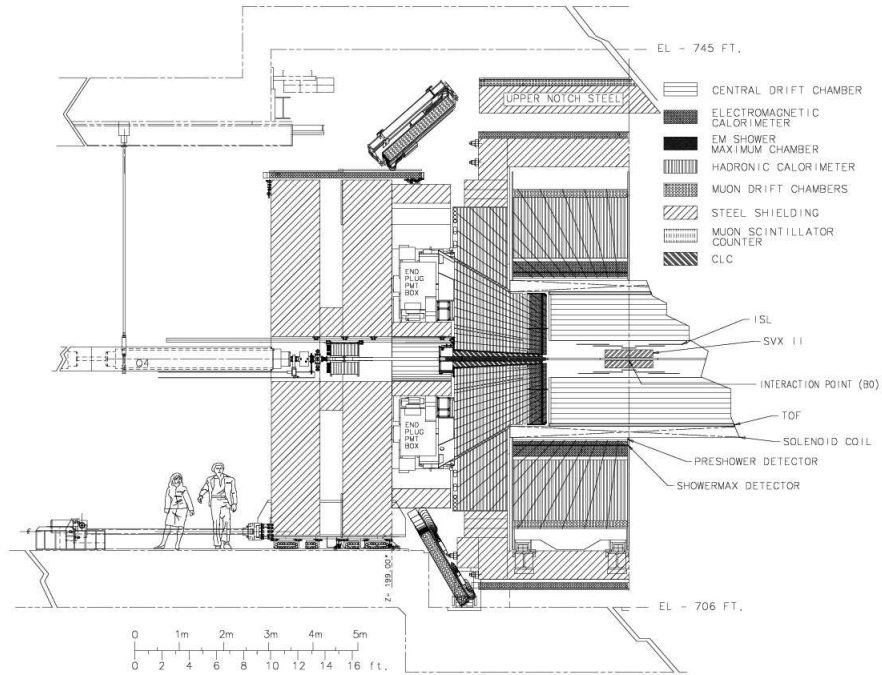 EL - 745 FT.
UPPER NOTCH STEEL
CENTRAL DRIFT CHAMBER
ELECTROMAGNETIC
CALORIMETER
EM SHOWER
MAXIMUM CHAMBER
HADRONIC CALORIMETER
MUON DRIFT CHAMBERS
STEEL SHIELDING
MUON SCINTILLATOR
COUNTER
CLC
END
PLUG
PMT
BOX
ISL
SVX II
Q4
INTERACTION POINT (B0)
END
PLUG
PMT
BOX
TOF
SOLENOID COIL
PRESHOWER DETECTOR
SHOWERMAX DETECTOR
Z= 199.00"
EL - 706 FT.
0 1m 2m 3m 4m 5m
0 2 4 6 8 10 12 14 16 ft.